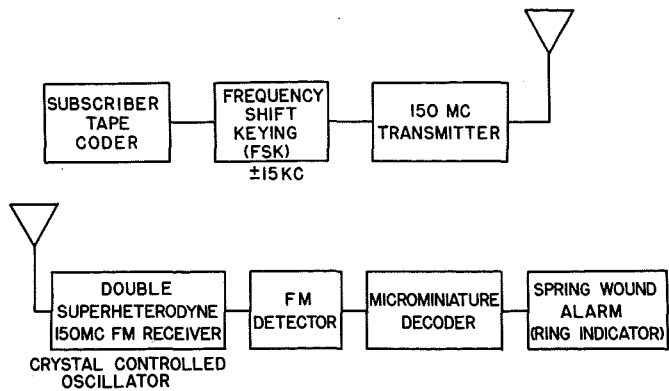 SUBSCRIBER
TAPE
CODER
FREQUENCY
SHIFT
KEYING
(FSK)
±15KC
150 MC
TRANSMITTER
DOUBLE
SUPERHETERODYNE
150MC FM RECEIVER
CRYSTAL CONTROLLED
OSCILLATOR
FM
DETECTOR
MICROMINIATURE
DECODER
SPRING WOUND
ALARM
(RING INDICATOR)